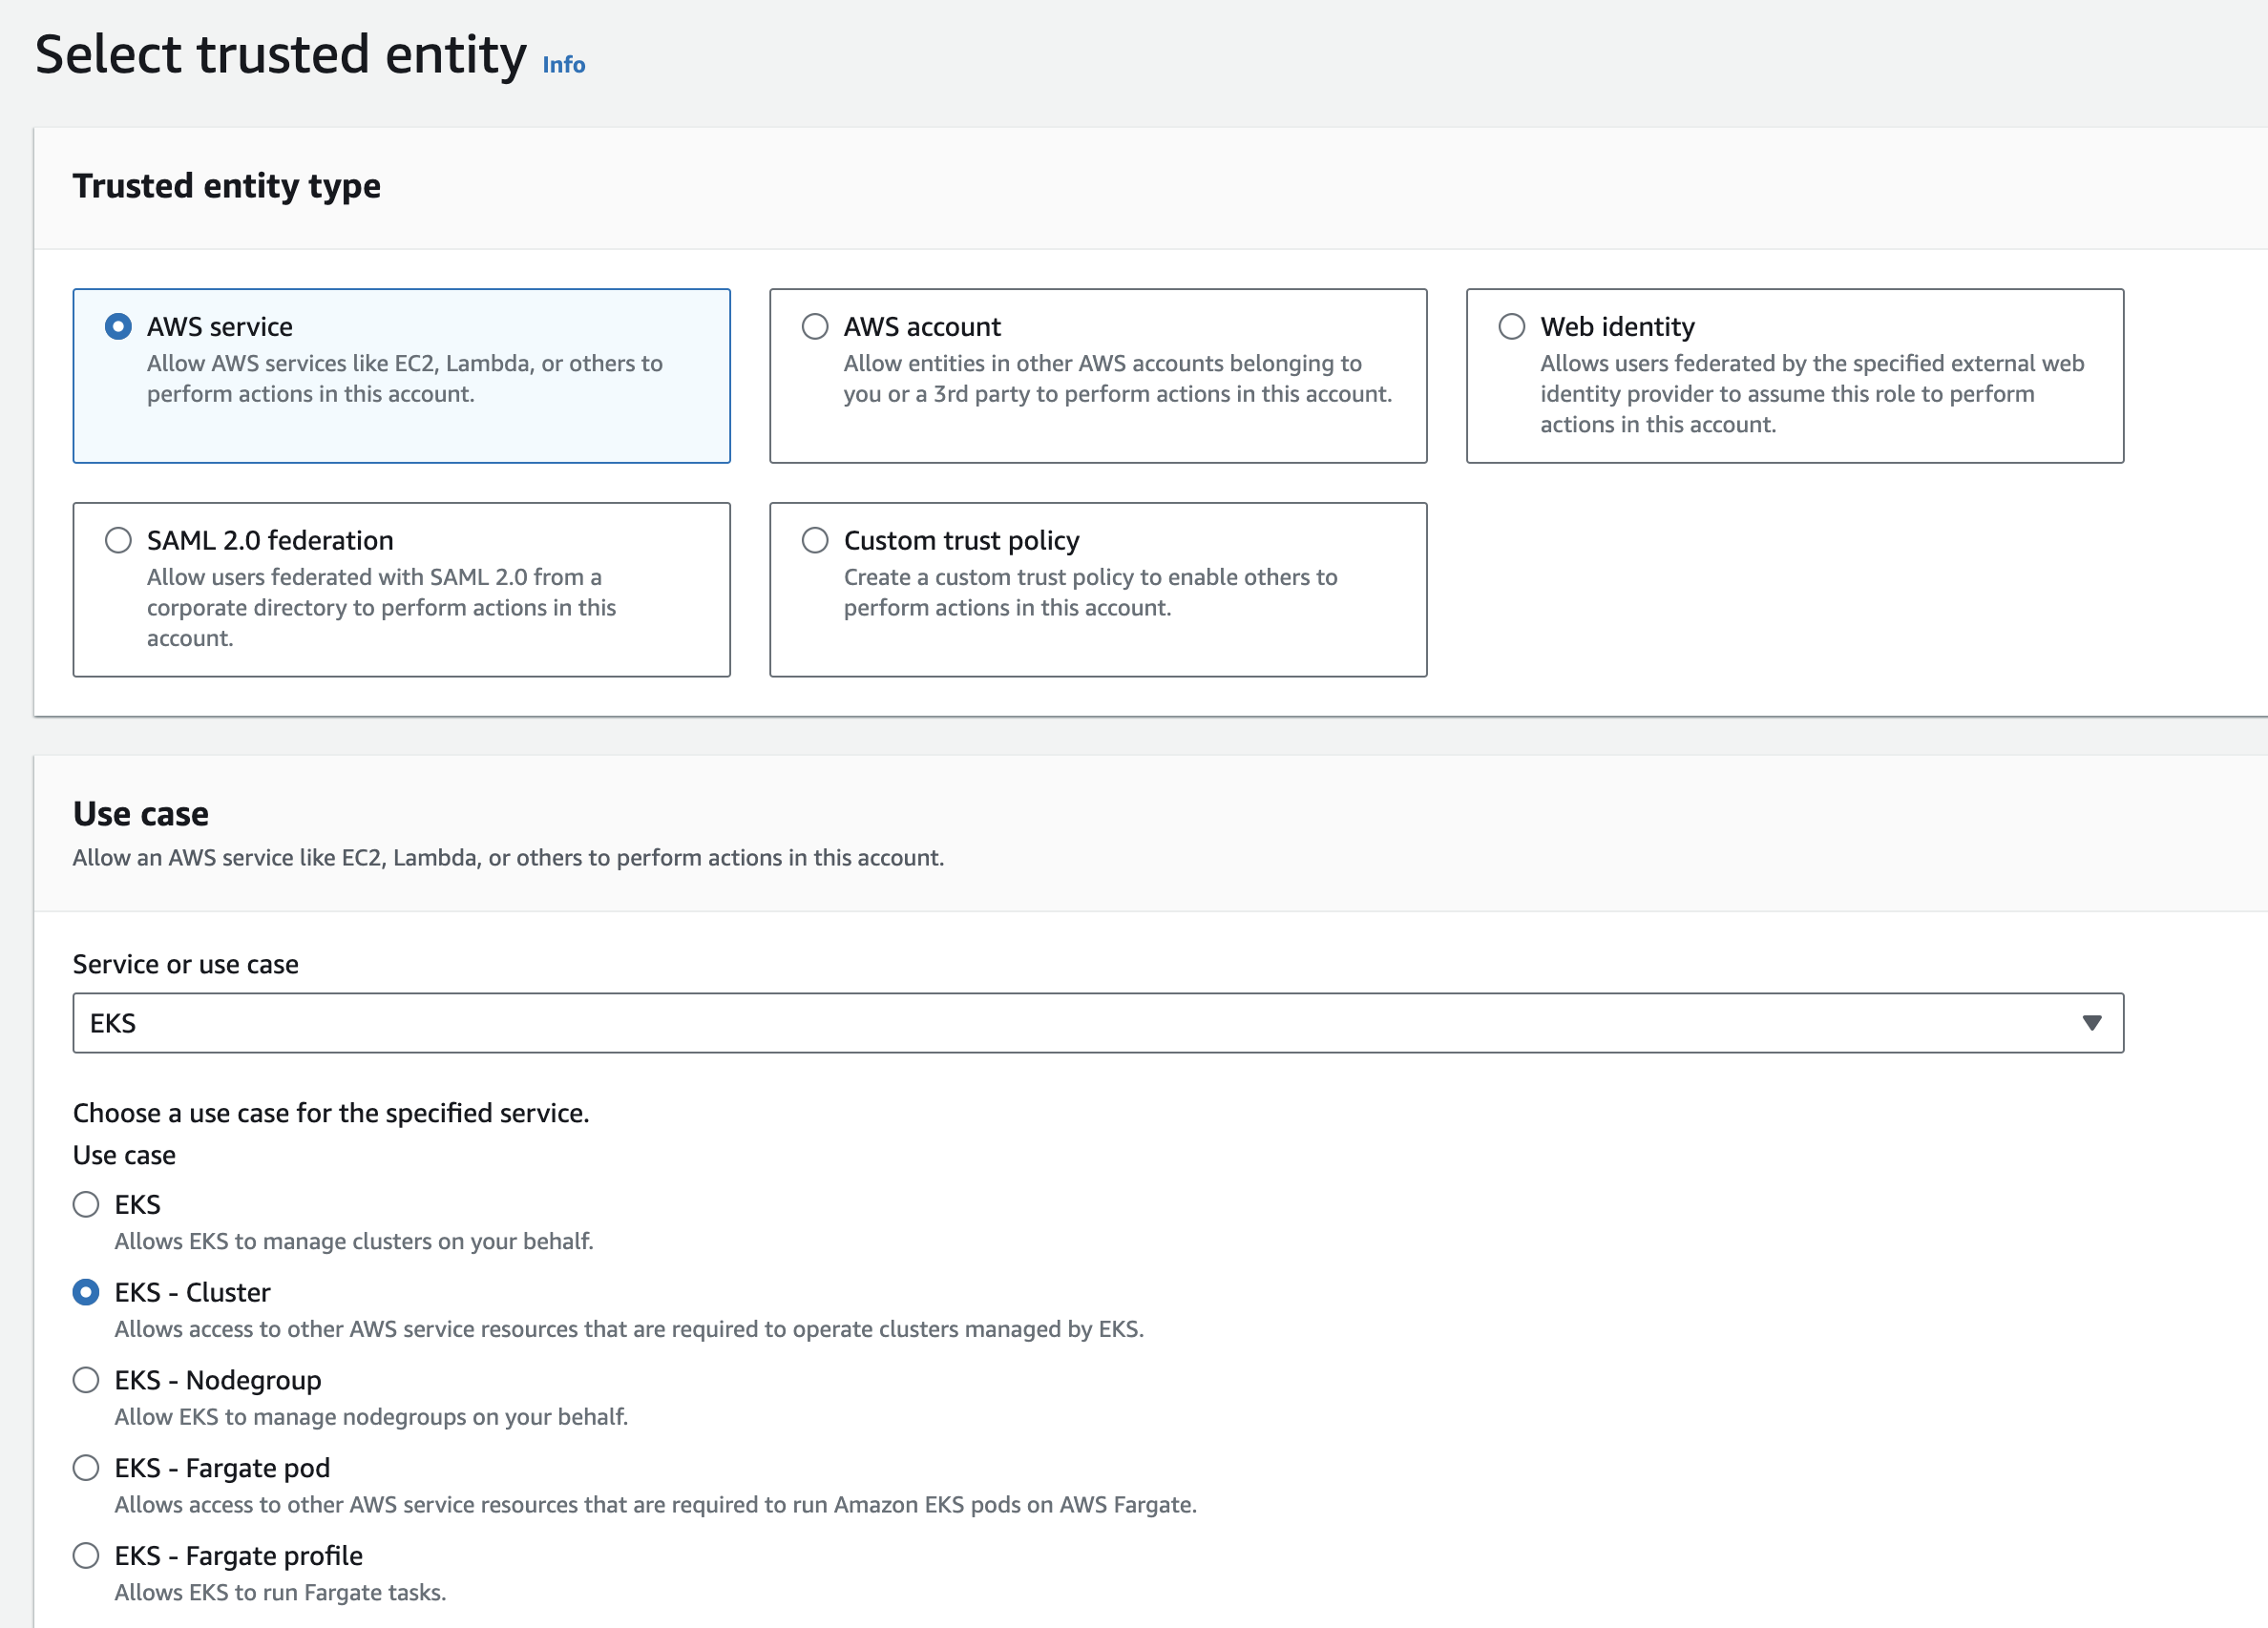 Select trusted entity Info
Trusted entity type
AWS service
Allow AWS services like EC2, Lambda, or others to
perform actions in this account.
AWS account
Allow entities in other AWS accounts belonging to
you or a 3rd party to perform actions in this account.
Web identity
Allows users federated by the specified external web
identity provider to assume this role to perform
actions in this account.
SAML 2.0 federation
Allow users federated with SAML 2.0 from a
corporate directory to perform actions in this
account.
Custom trust policy
Create a custom trust policy to enable others to
perform actions in this account.
Use case
Allow an AWS service like EC2, Lambda, or others to perform actions in this account.
Service or use case
EKS
Choose a use case for the specified service.
Use case
EKS
Allows EKS to manage clusters on your behalf.
EKS - Cluster
Allows access to other AWS service resources that are required to operate clusters managed by EKS.
EKS - Nodegroup
Allow EKS to manage nodegroups on your behalf.
EKS - Fargate pod
Allows access to other AWS service resources that are required to run Amazon EKS pods on AWS Fargate.
EKS - Fargate profile
Allows EKS to run Fargate tasks.